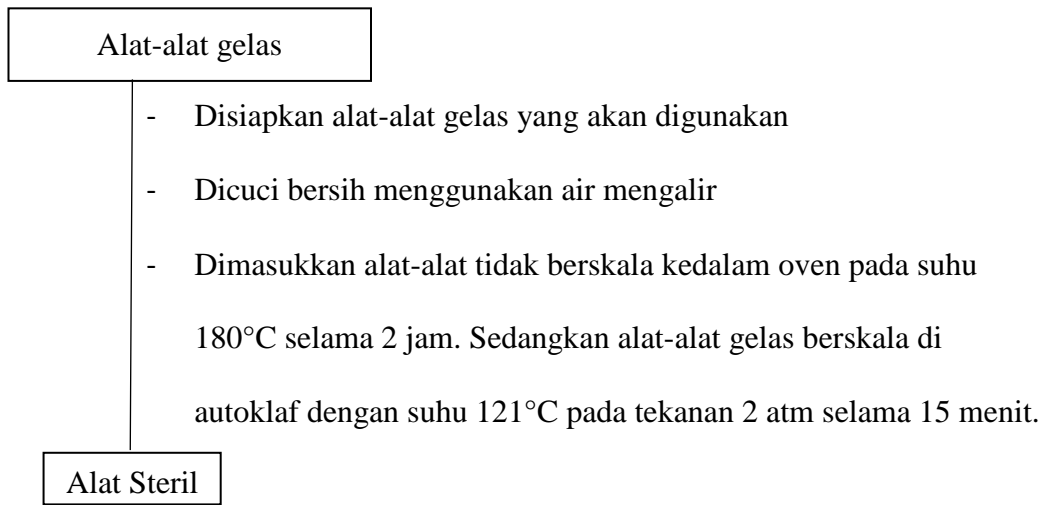 Alat-alat gelas
- Disiapkan alat-alat gelas yang akan digunakan
- Dicuci bersih menggunakan air mengalir
- Dimasukkan alat-alat tidak berskala kedalam oven pada suhu
180°C selama 2 jam. Sedangkan alat-alat gelas berskala di
autoklaf dengan suhu 121°C pada tekanan 2 atm selama 15 menit.
Alat Steril